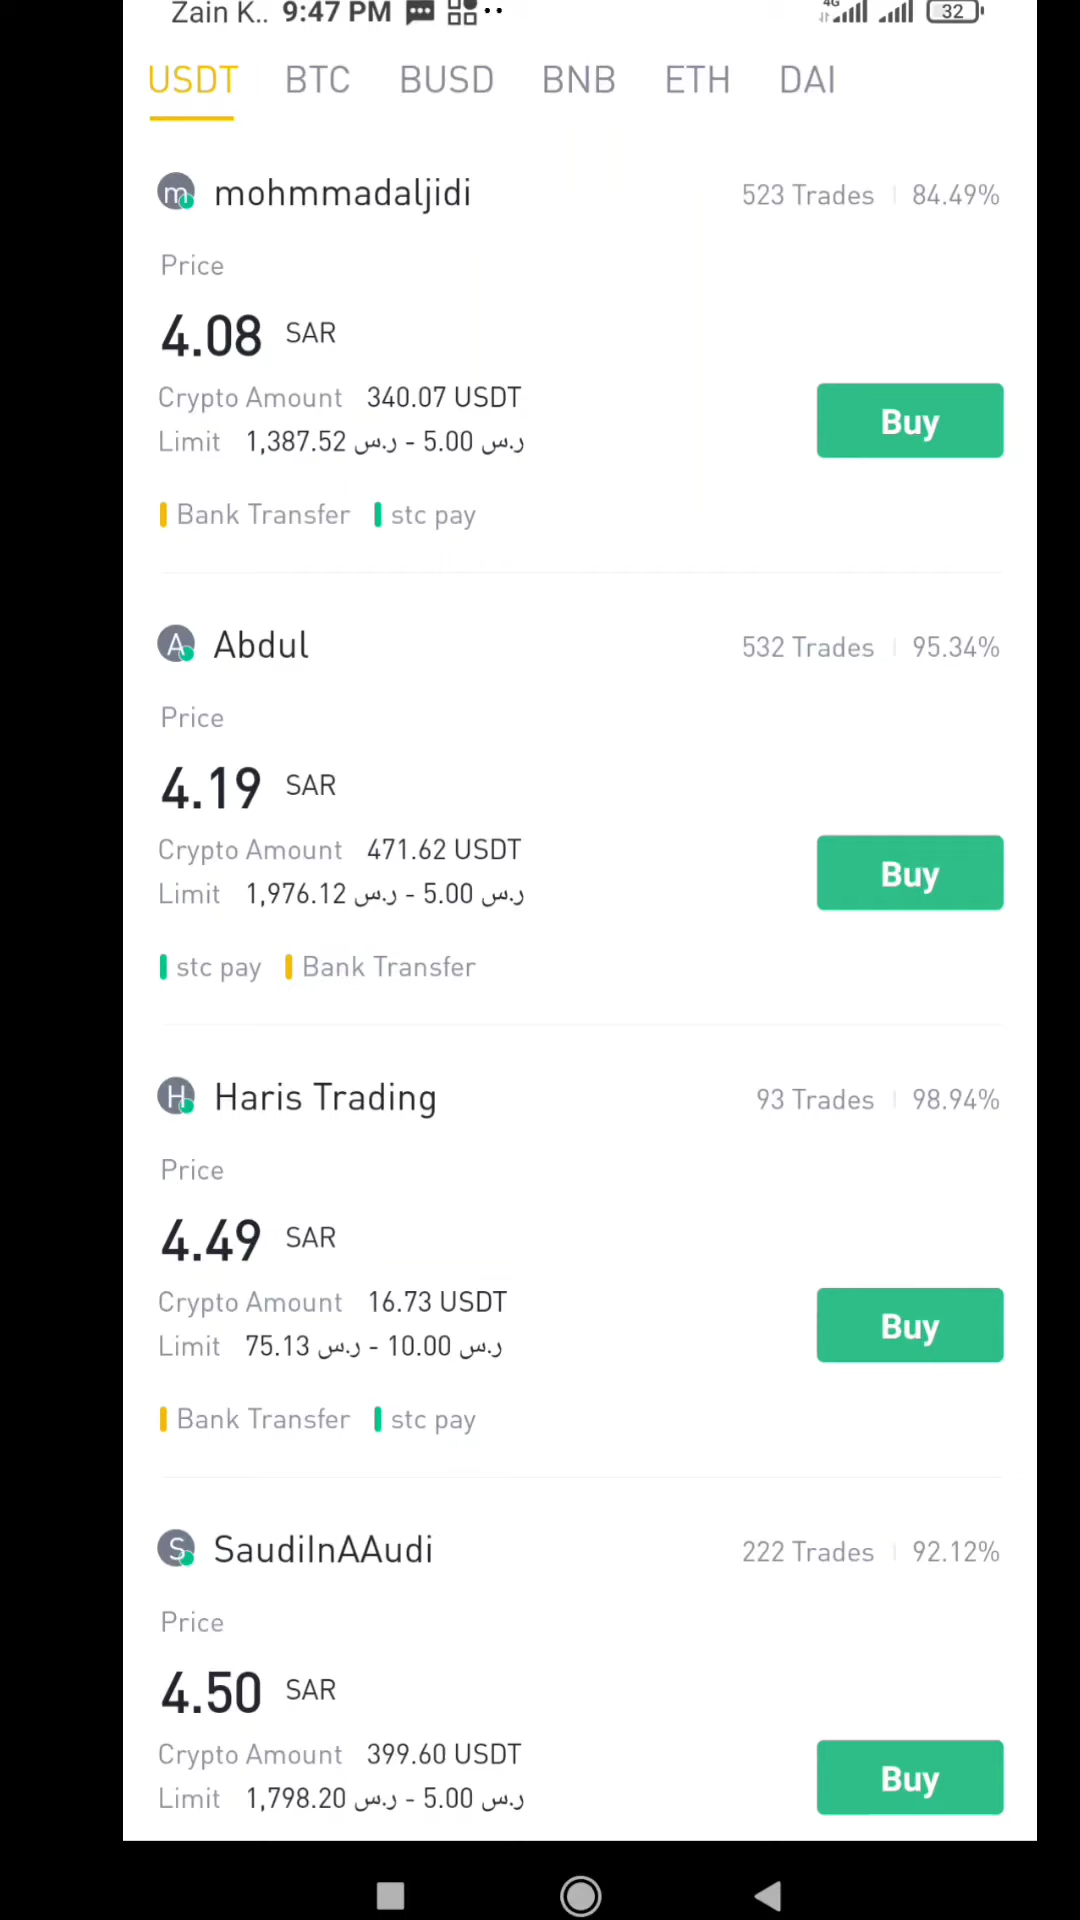 Zain K.. 9:47 PM 4G 32
USDT BTC BUSD BNB ETH DAI
m mohmmadaljidi 523 Trades 84.49%
Price
4.08 SAR
Crypto Amount 340.07 USDT
Limit ر.س 5.00 - ر.س 1,387.52
Buy
Bank Transfer stc pay
A Abdul 532 Trades 95.34%
Price
4.19 SAR
Crypto Amount 471.62 USDT
Limit ر.س 5.00 - ر.س 1,976.12
Buy
stc pay Bank Transfer
H Haris Trading 93 Trades 98.94%
Price
4.49 SAR
Crypto Amount 16.73 USDT
Limit ر.س 10.00 - ر.س 75.13
Buy
Bank Transfer stc pay
S SaudiInAAudi 222 Trades 92.12%
Price
4.50 SAR
Crypto Amount 399.60 USDT
Limit ر.س 5.00 - ر.س 1,798.20
Buy